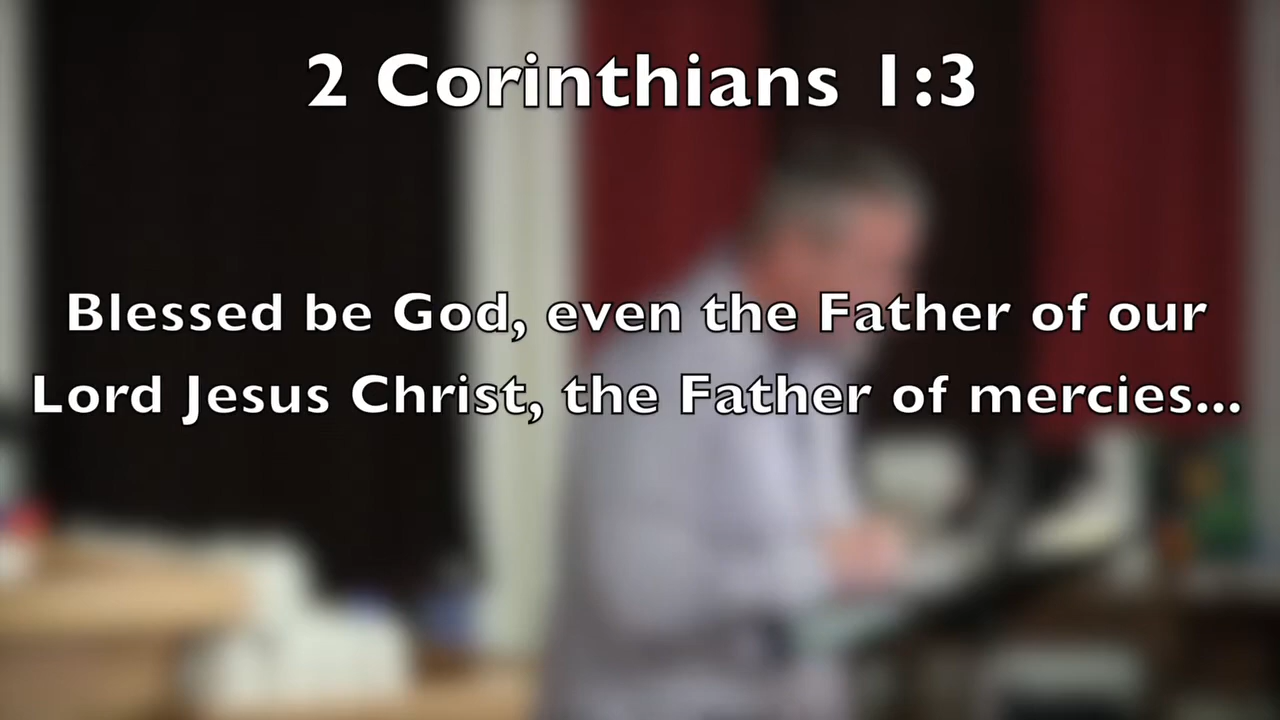 2 Corinthians 1:3
Blessed be God, even the Father of our
Lord Jesus Christ, the Father of mercies...